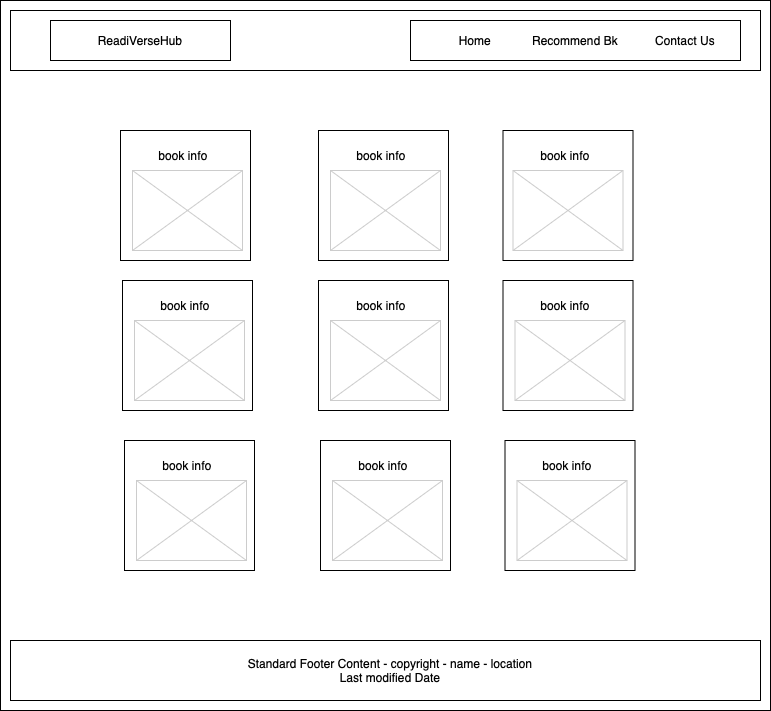 ReadiVerseHub
Home Recommend Bk Contact Us
book info book info book info
book info book info book info
book info book info book info
Standard Footer Content - copyright - name - location
Last modified Date